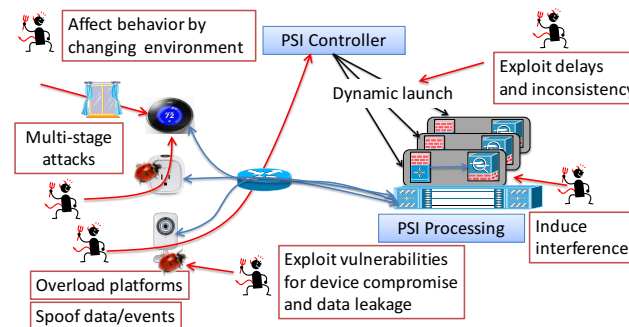 Affect behavior by
changing environment
PSI Controller
Exploit delays
and inconsistency
Dynamic launch
72
Multi-stage
attacks
PSI Processing
Induce
interference
Exploit vulnerabilities
for device compromise
and data leakage
Overload platforms
Spoof data/events